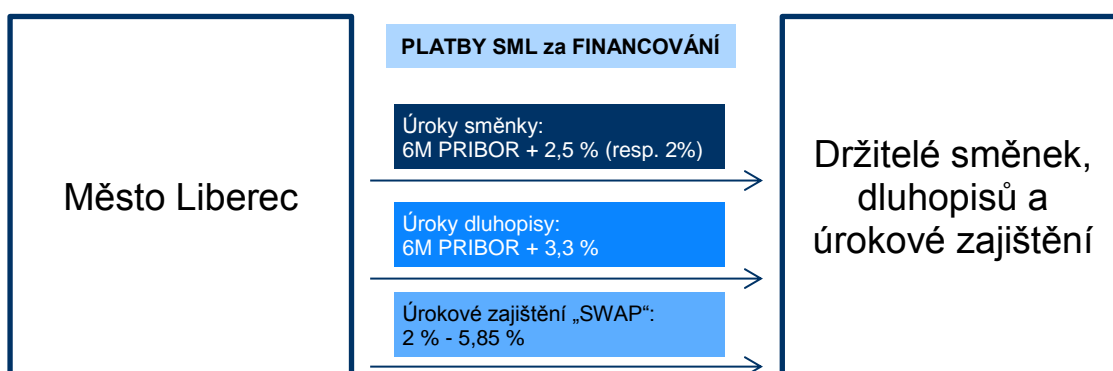 PLATBY SML za FINANCOVÁNÍ
Město Liberec
Úroky směnky:
6M PRIBOR + 2,5 % (resp. 2%)
Úroky dluhopisy:
6M PRIBOR + 3,3 %
Úrokové zajištění „SWAP“:
2 % - 5,85 %
Držitelé směnek,
dluhopisů a
úrokové zajištění